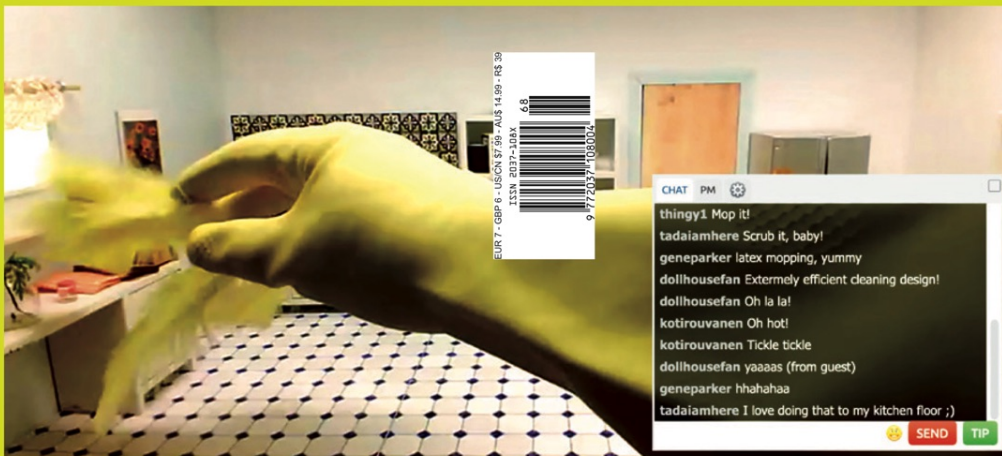 EUR 7 - GBP 6 - US/CN $7.99 - AU$ 14.99 - R$ 39
ISSN 2037-108X
68
9 772037 108004
CHAT PM
thingy1 Mop it!
tadaiamhere Scrub it, baby!
geneparker latex mopping, yummy
dollhousefan Extermely efficient cleaning design!
dollhousefan Oh la la!
kotirouvanen Oh hot!
kotirouvanen Tickle tickle
dollhousefan yaaaas (from guest)
geneparker hhahahaa
tadaiamhere I love doing that to my kitchen floor ;)
SEND TIP